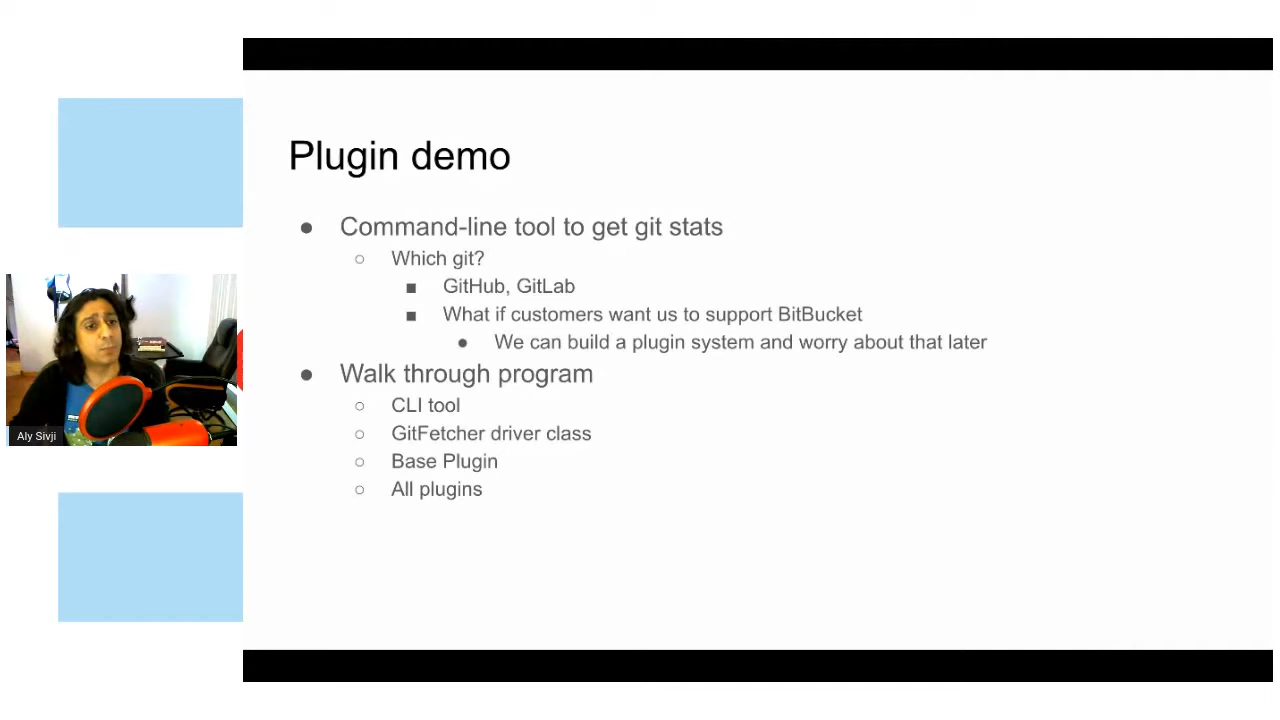 Plugin demo
● Command-line tool to get git stats
○ Which git?
■ GitHub, GitLab
■ What if customers want us to support BitBucket
● We can build a plugin system and worry about that later
● Walk through program
○ CLI tool
○ GitFetcher driver class
○ Base Plugin
○ All plugins
Aly Sivji